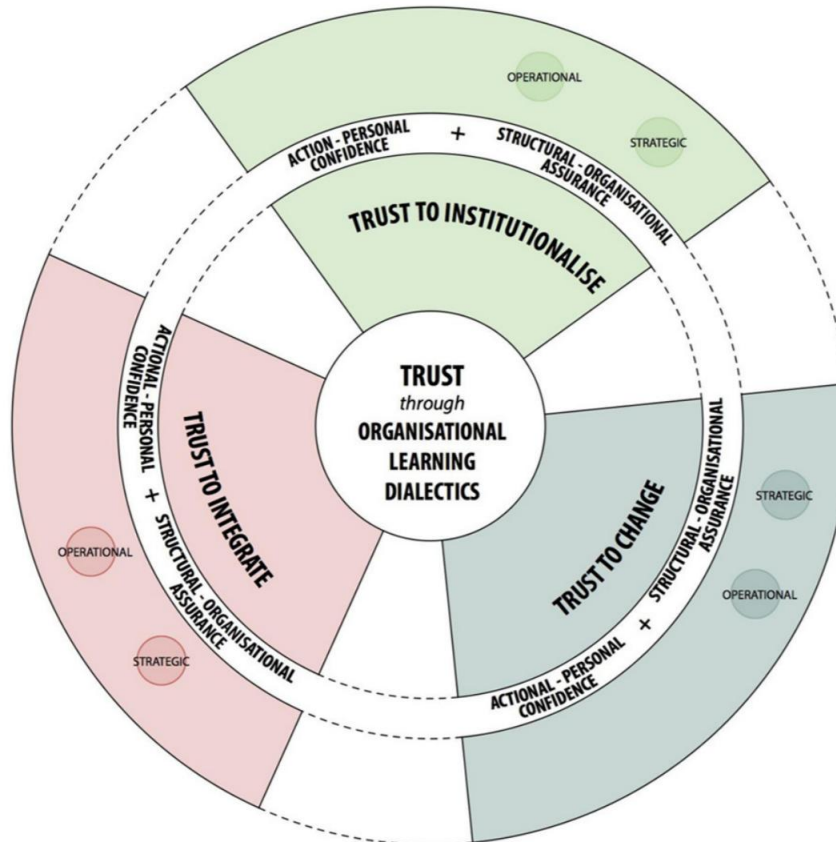 OPERATIONAL
STRATEGIC
ACTION - PERSONAL
CONFIDENCE
+
STRUCTURAL - ORGANISATIONAL
ASSURANCE
TRUST TO INSTITUTIONALISE
TRUST
through
ORGANISATIONAL
LEARNING
DIALECTICS
ACTIONAL - PERSONAL
CONFIDENCE
+
STRUCTURAL - ORGANISATIONAL
ASSURANCE
TRUST TO INTEGRATE
OPERATIONAL
STRATEGIC
TRUST TO CHANGE
STRUCTURAL - ORGANISATIONAL
ASSURANCE
+
ACTIONAL - PERSONAL
CONFIDENCE
STRATEGIC
OPERATIONAL